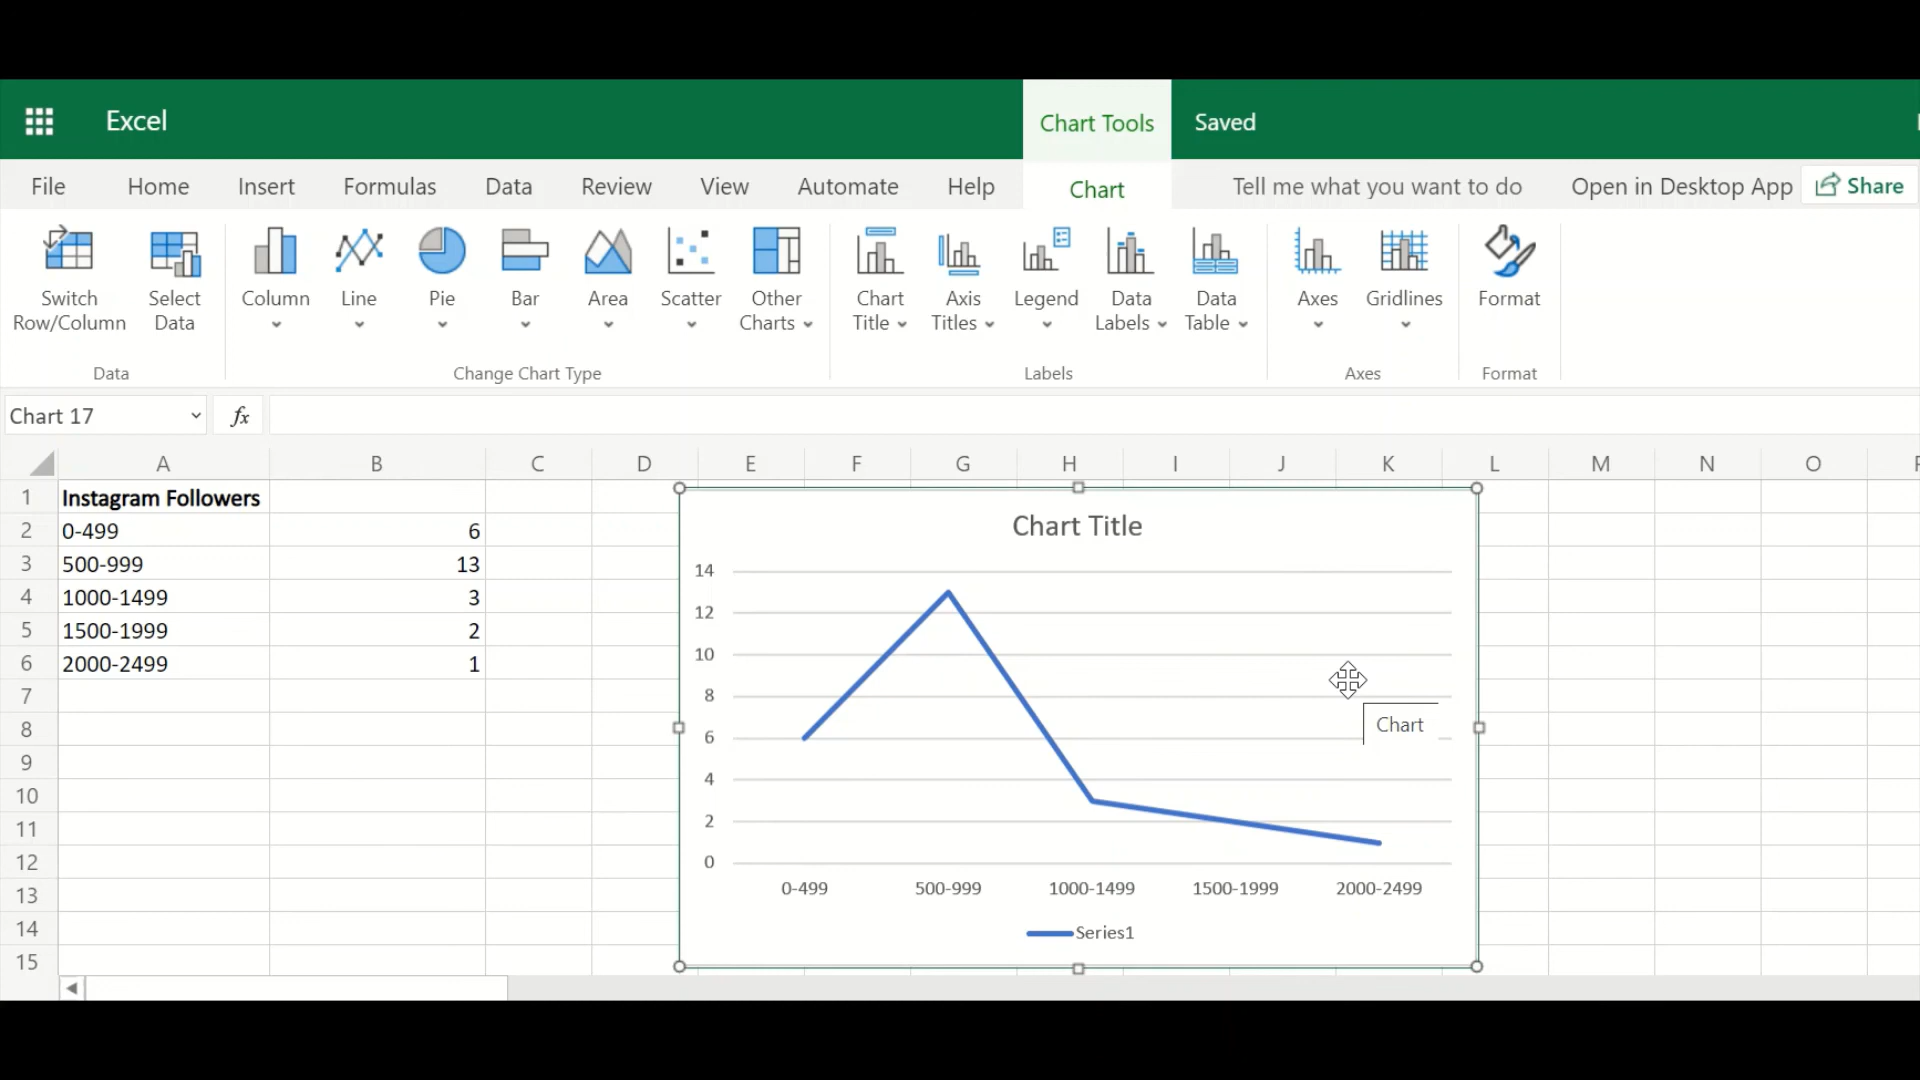 Excel
Chart Tools
Saved
File Home Insert Formulas Data Review View Automate Help Chart Tell me what you want to do Open in Desktop App Share
Switch Row/Column
Select Data
Column
Line
Pie
Bar
Area
Scatter
Other Charts
Chart Title
Axis Titles
Legend
Data Labels
Data Table
Axes
Gridlines
Format
Data Change Chart Type Labels Axes Format
Chart 17 fx
A B C D E F G H I J K L M N O
1 Instagram Followers
2 0-499 6
3 500-999 13
4 1000-1499 3
5 1500-1999 2
6 2000-2499 1
7
8
9
10
11
12
13
14
15
Chart Title
14
12
10
8
6
4
2
0
Chart
0-499 500-999 1000-1499 1500-1999 2000-2499
Series1